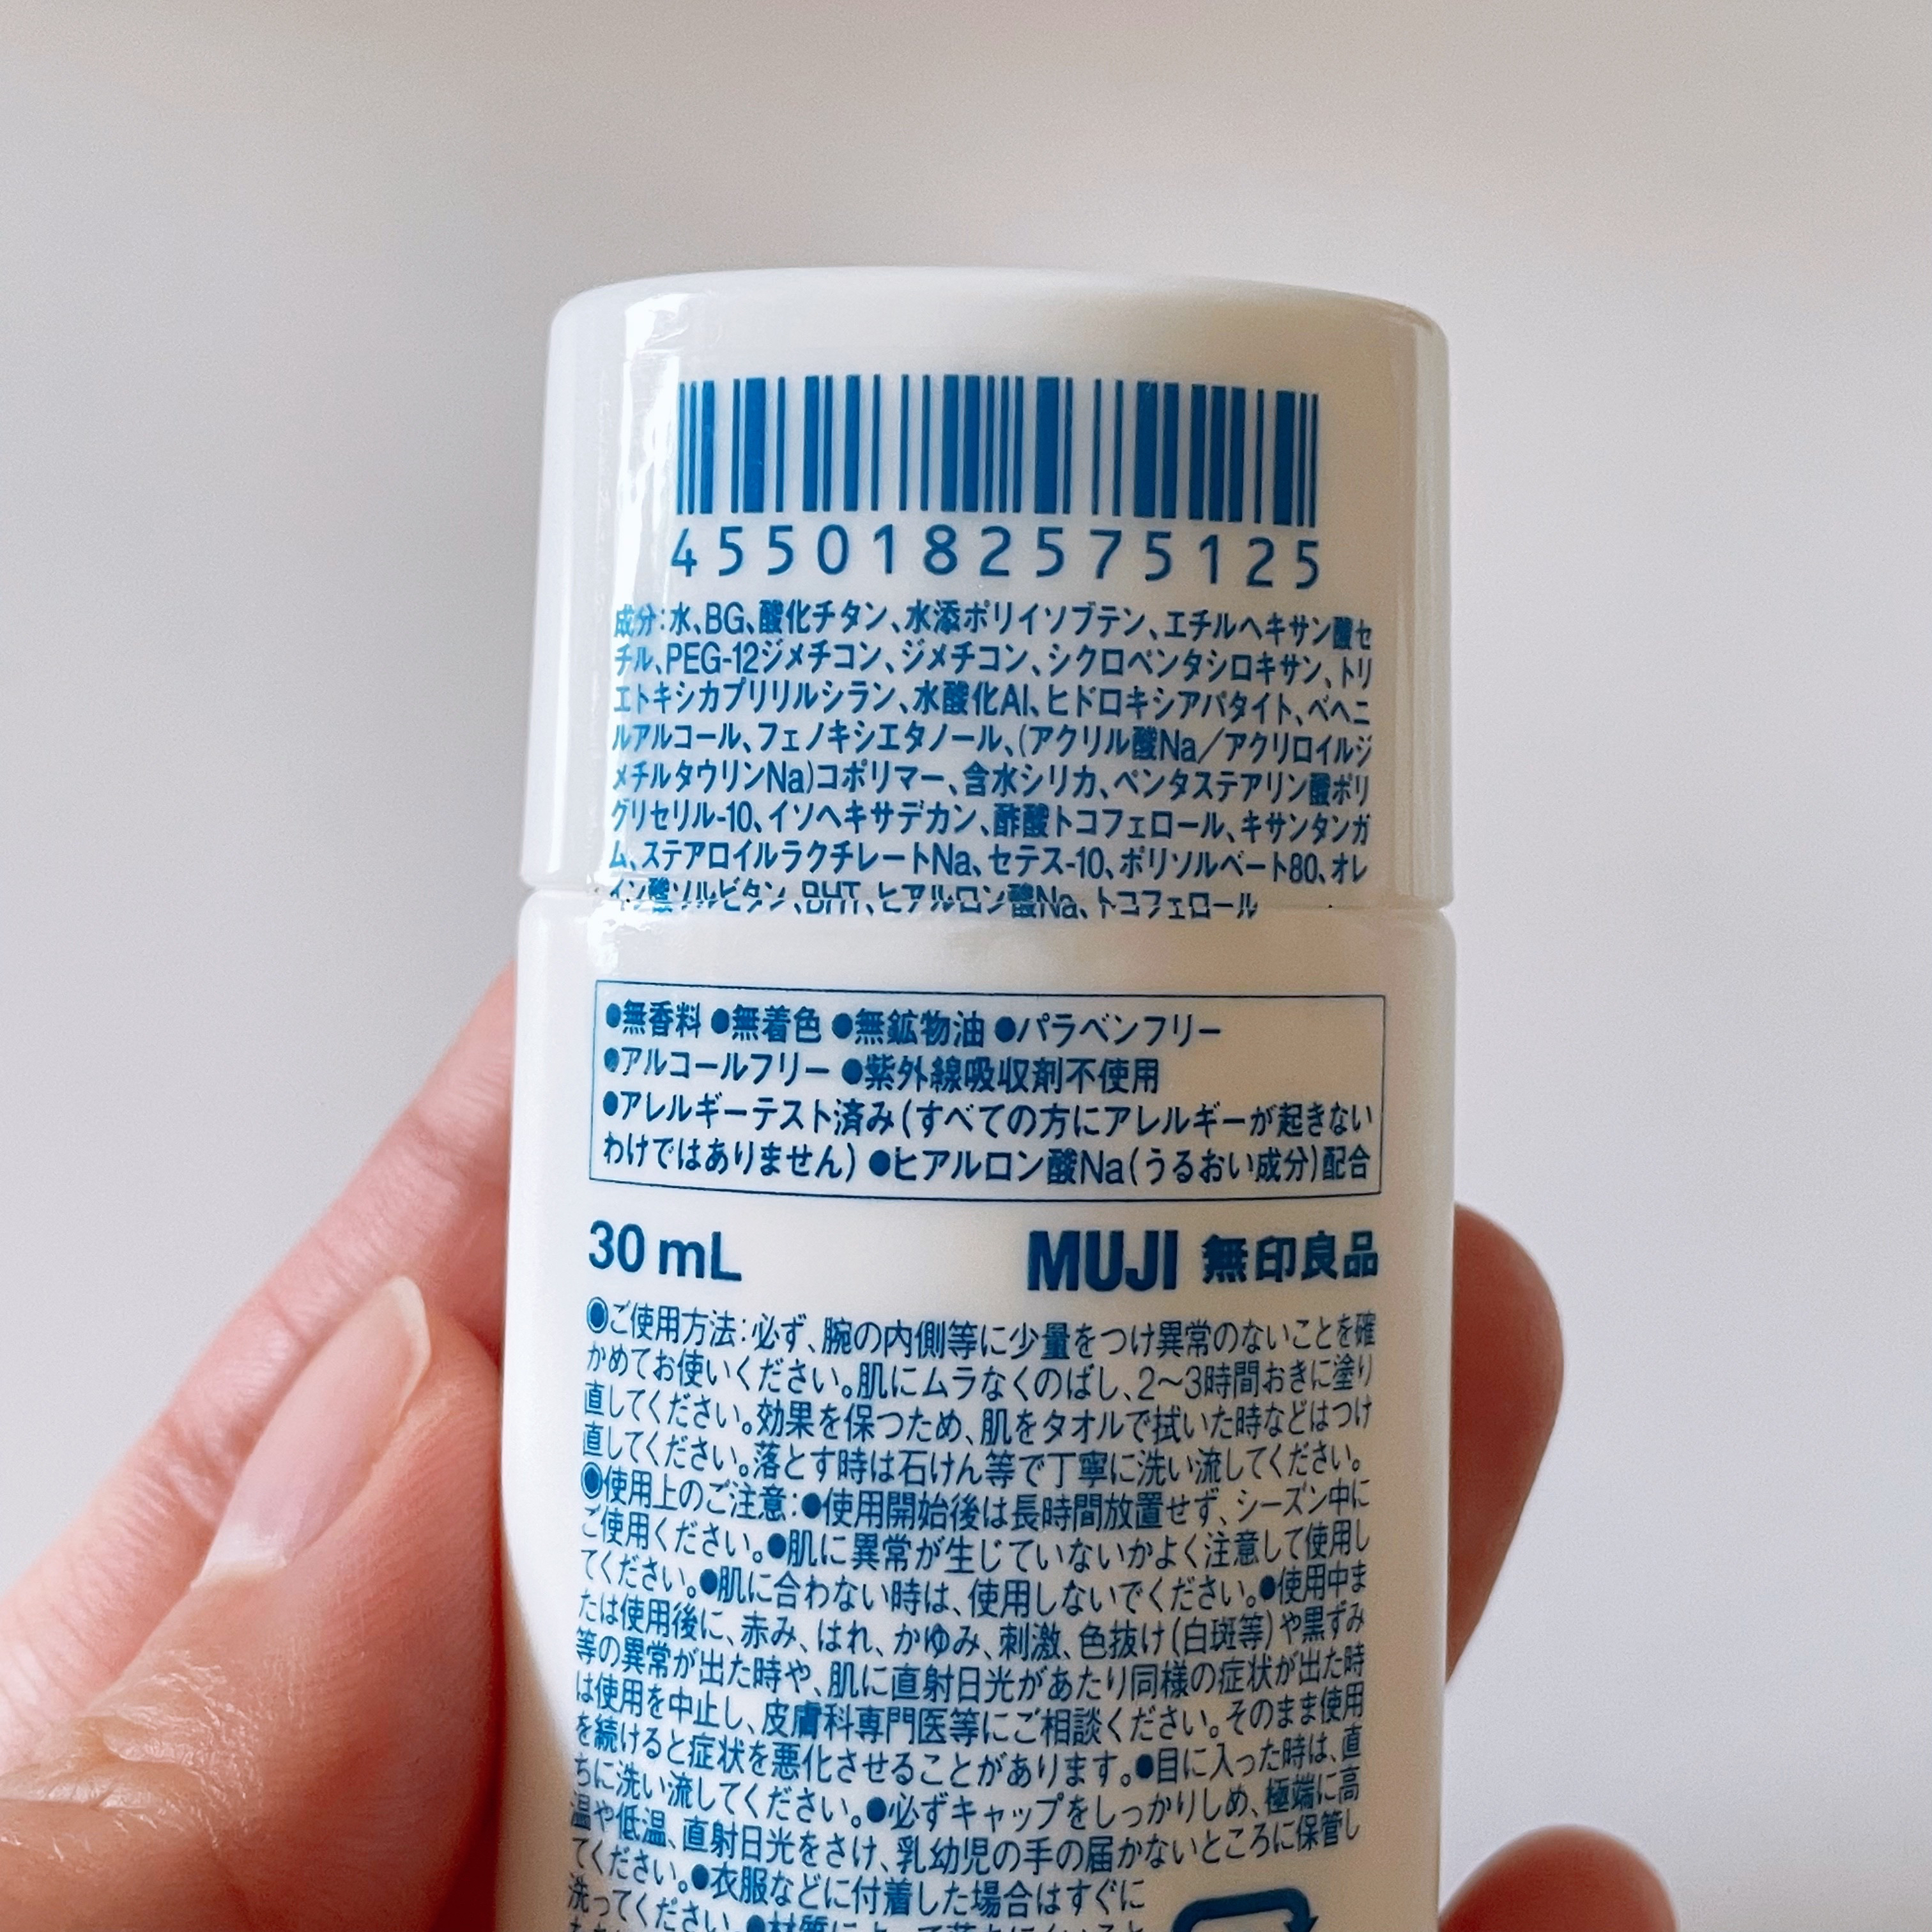 4550182575125
成分:水、BG、酸化チタン、水添ポリイソブテン、エチルヘキサン酸セ
チル、PEG-12ジメチコン、ジメチコン、シクロペンタシロキサン、トリ
エトキシカプリリルシラン、水酸化Al、ヒドロキシアパタイト、ベヘニ
ルアルコール、フェノキシエタノール、(アクリル酸Na/アクリロイルジ
メチルタウリンNa)コポリマー、含水シリカ、ペンタステアリン酸ポリ
グリセリル-10、イソヘキサデカン、酢酸トコフェロール、キサンタンガ
ム、ステアロイルラクチレートNa、セテス-10、ポリソルベート80、オレ
イン酸ソルビタン、BHT、ヒアルロン酸Na、トコフェロール
●無香料 ●無着色 ●無鉱物油 ●パラベンフリー
●アルコールフリー ●紫外線吸収剤不使用
●アレルギーテスト済み(すべての方にアレルギーが起きない
わけではありません) ●ヒアルロン酸Na(うるおい成分)配合
30 mL MUJI 無印良品
◉ご使用方法:必ず、腕の内側等に少量をつけ異常のないことを確
かめてお使いください。肌にムラなくのばし、2〜3時間おきに塗り
直してください。効果を保つため、肌をタオルで拭いた時などはつけ
直してください。落とす時は石けん等で丁寧に洗い流してください。
◉使用上のご注意:●使用開始後は長時間放置せず、シーズン中に
ご使用ください。●肌に異常が生じていないかよく注意して使用し
てください。●肌に合わない時は、使用しないでください。●使用中ま
たは使用後に、赤み、はれ、かゆみ、刺激、色抜け(白斑等)や黒ずみ
等の異常が出た時や、肌に直射日光があたり同様の症状が出た時
は使用を中止し、皮膚科専門医等にご相談ください。そのまま使用
を続けると症状を悪化させることがあります。●目に入った時は、直
ちに洗い流してください。●必ずキャップをしっかりしめ、極端に高
温や低温、直射日光をさけ、乳幼児の手の届かないところに保管し
てください。●衣服などに付着した場合はすぐに
洗ってください。●材質によって